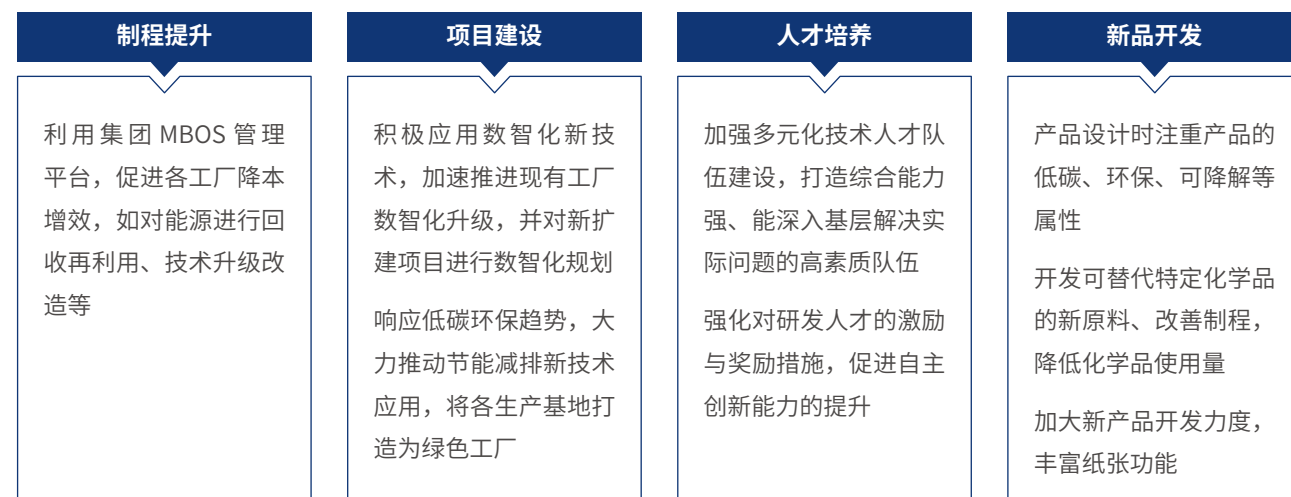 制程提升
利用集团 MBOS 管理
平台，促进各工厂降本
增效，如对能源进行回
收再利用、技术升级改
造等
项目建设
积极应用数智化新技
术，加速推进现有工厂
数智化升级，并对新扩
建项目进行数智化规划
响应低碳环保趋势，大
力推动节能减排新技术
应用，将各生产基地打
造为绿色工厂
人才培养
加强多元化技术人才队
伍建设，打造综合能力
强、能深入基层解决实
际问题的高素质队伍
强化对研发人才的激励
与奖励措施，促进自主
创新能力的提升
新品开发
产品设计时注重产品的
低碳、环保、可降解等
属性
开发可替代特定化学品
的新原料、改善制程，
降低化学品使用量
加大新产品开发力度，
丰富纸张功能